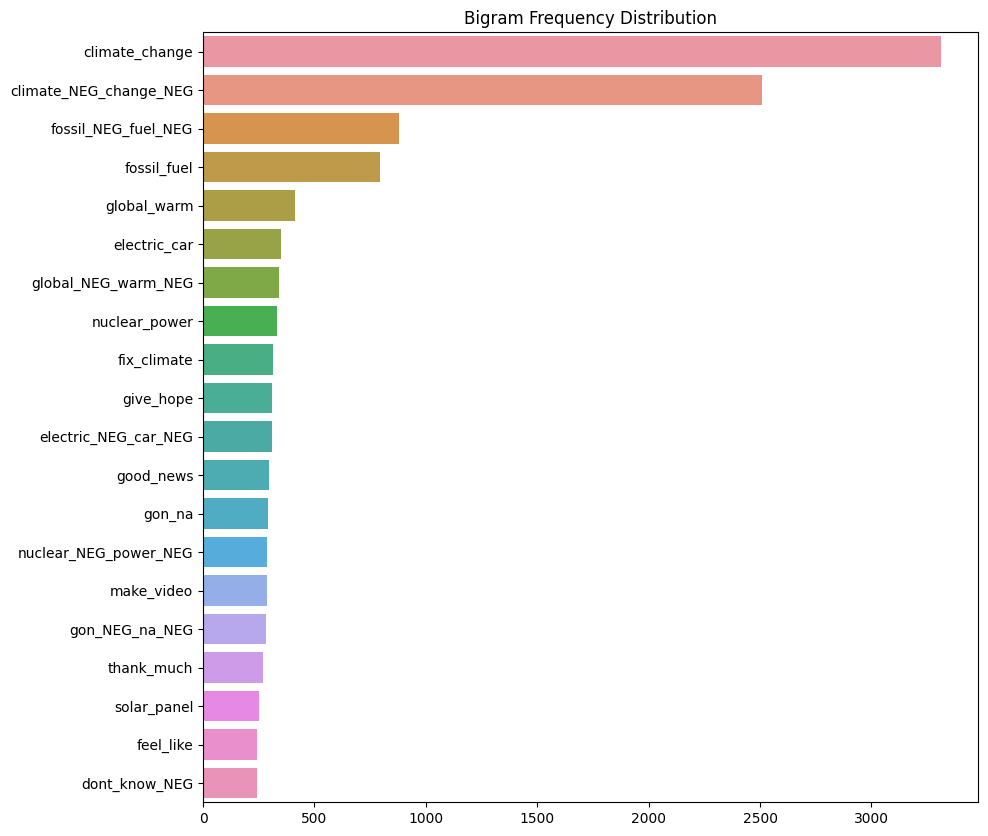 Bigram Frequency Distribution
climate_change
climate_NEG_change_NEG
fossil_NEG_fuel_NEG
fossil_fuel
global_warm
electric_car
global_NEG_warm_NEG
nuclear_power
fix_climate
give_hope
electric_NEG_car_NEG
good_news
gon_na
nuclear_NEG_power_NEG
make_video
gon_NEG_na_NEG
thank_much
solar_panel
feel_like
dont_know_NEG
0 500 1000 1500 2000 2500 3000